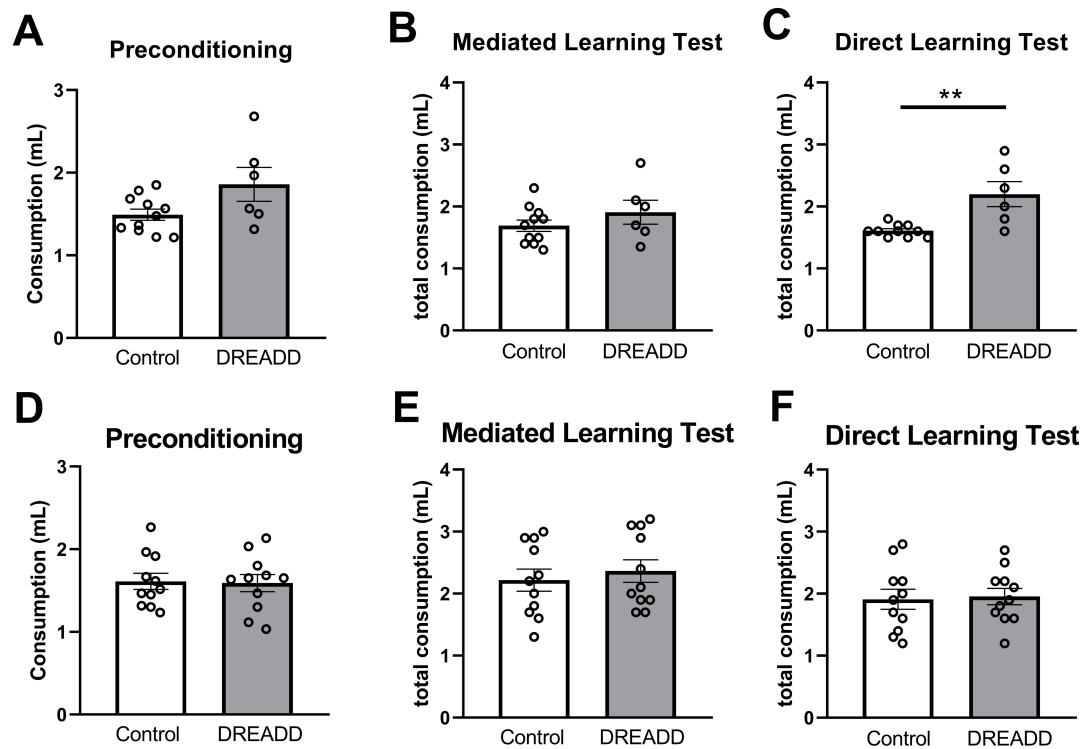 A
Preconditioning
Consumption (mL)
3
2
1
0
Control DREADD
B
Mediated Learning Test
total consumption (mL)
4
3
2
1
0
Control DREADD
C
Direct Learning Test
total consumption (mL)
4
3
2
1
0
**
Control DREADD
D
Preconditioning
Consumption (mL)
3
2
1
0
Control DREADD
E
Mediated Learning Test
total consumption (mL)
4
3
2
1
0
Control DREADD
F
Direct Learning Test
total consumption (mL)
4
3
2
1
0
Control DREADD